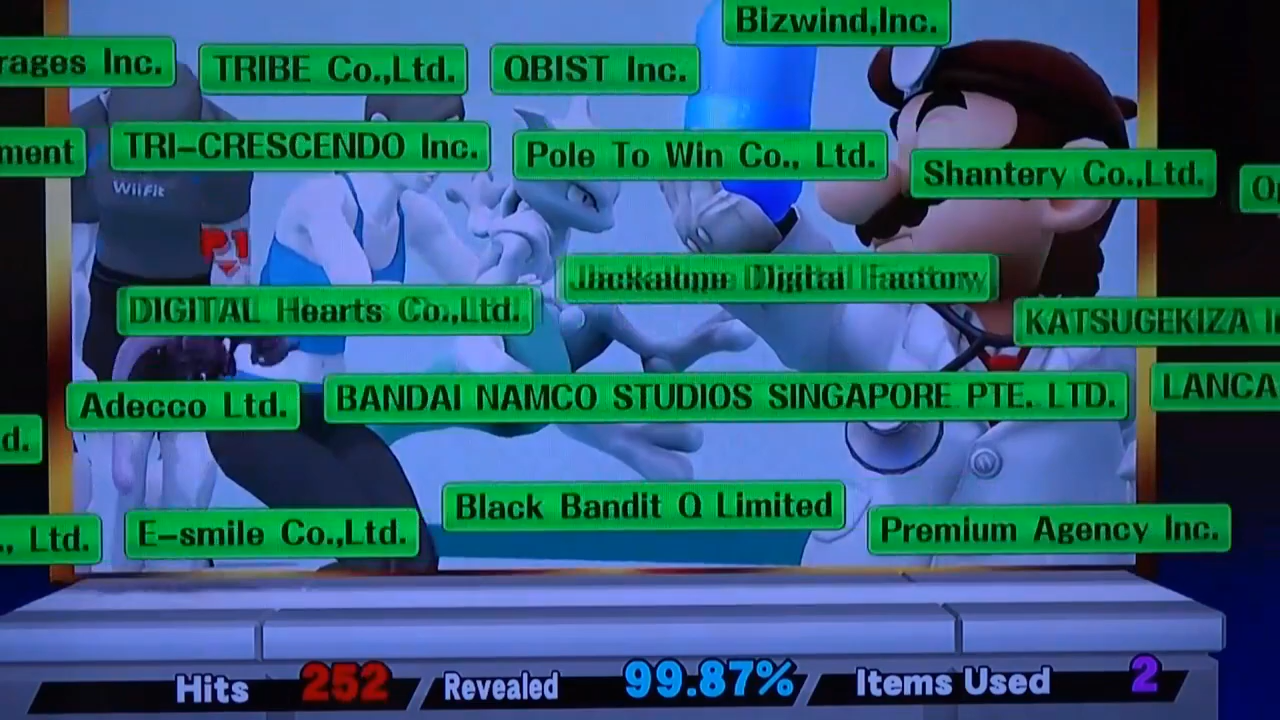 Bizwind,Inc.
rages Inc.
TRIBE Co.,Ltd.
QBIST Inc.
ment
TRI-CRESCENDO Inc.
Pole To Win Co., Ltd.
Shantery Co.,Ltd.
WiiFit
P1
DIGITAL Hearts Co.,Ltd.
Digital Factory
KATSUGEKIZA
Adecco Ltd.
BANDAI NAMCO STUDIOS SINGAPORE PTE. LTD.
LANCA
d.
., Ltd.
E-smile Co.,Ltd.
Black Bandit Q Limited
Premium Agency Inc.
Hits 252 Revealed 99.87% Items Used 2